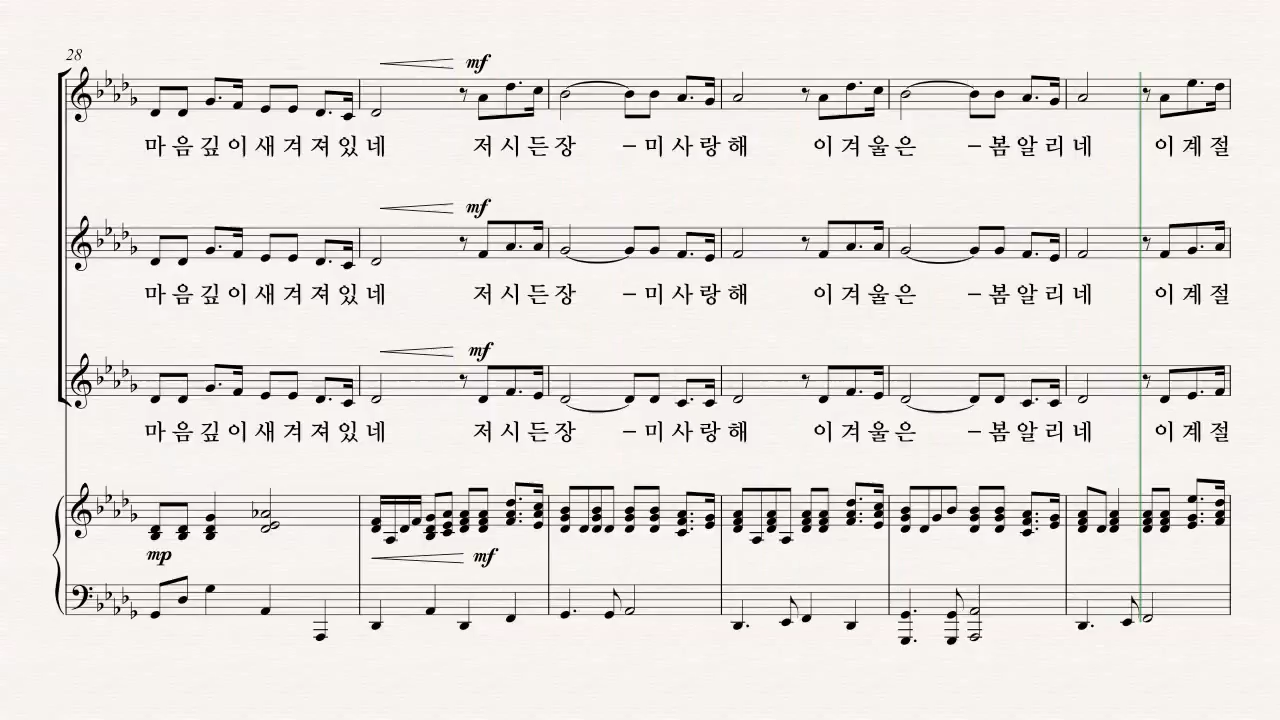 28
mf
마 음 깊 이 새 겨 져 있 네 저 시 든 장 – 미 사 랑 해 이 겨 울 은 – 봄 알 리 네 이 계 절
mf
마 음 깊 이 새 겨 져 있 네 저 시 든 장 – 미 사 랑 해 이 겨 울 은 – 봄 알 리 네 이 계 절
mf
마 음 깊 이 새 겨 져 있 네 저 시 든 장 – 미 사 랑 해 이 겨 울 은 – 봄 알 리 네 이 계 절
mp mf